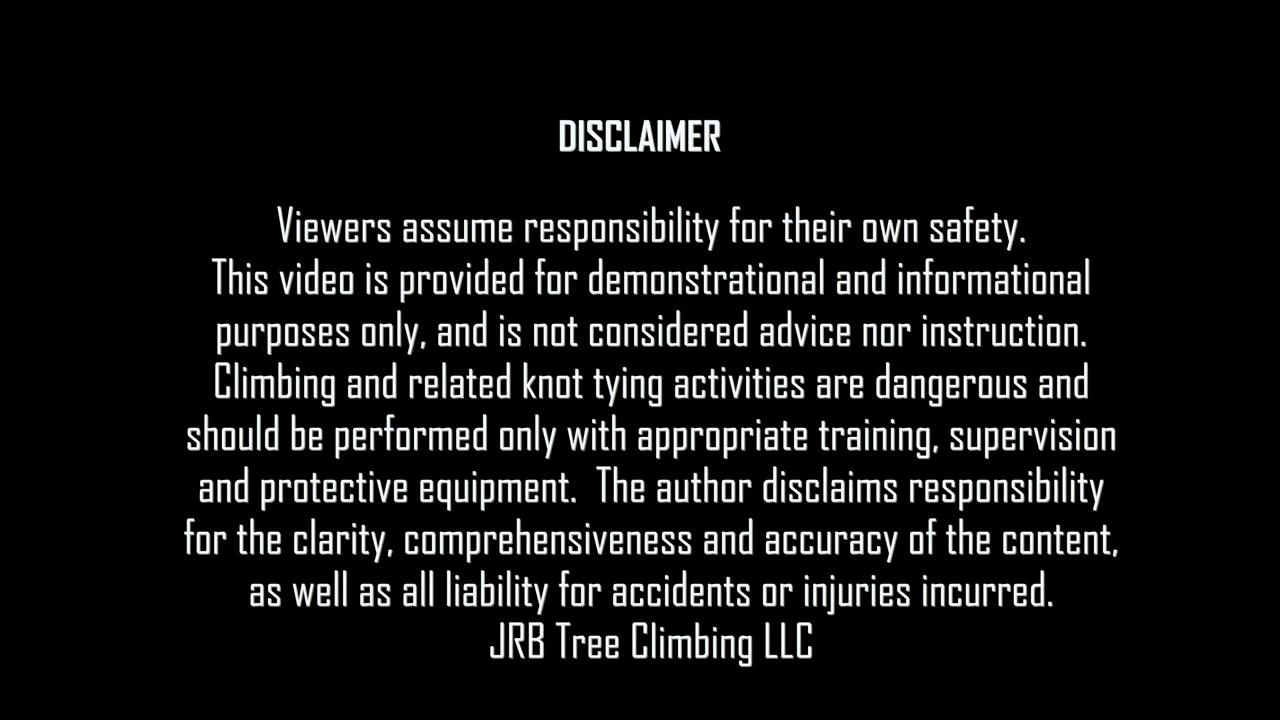 DISCLAIMER
Viewers assume responsibility for their own safety.
This video is provided for demonstrational and informational
purposes only, and is not considered advice nor instruction.
Climbing and related knot tying activities are dangerous and
should be performed only with appropriate training, supervision
and protective equipment.  The author disclaims responsibility
for the clarity, comprehensiveness and accuracy of the content,
as well as all liability for accidents or injuries incurred.
JRB Tree Climbing LLC